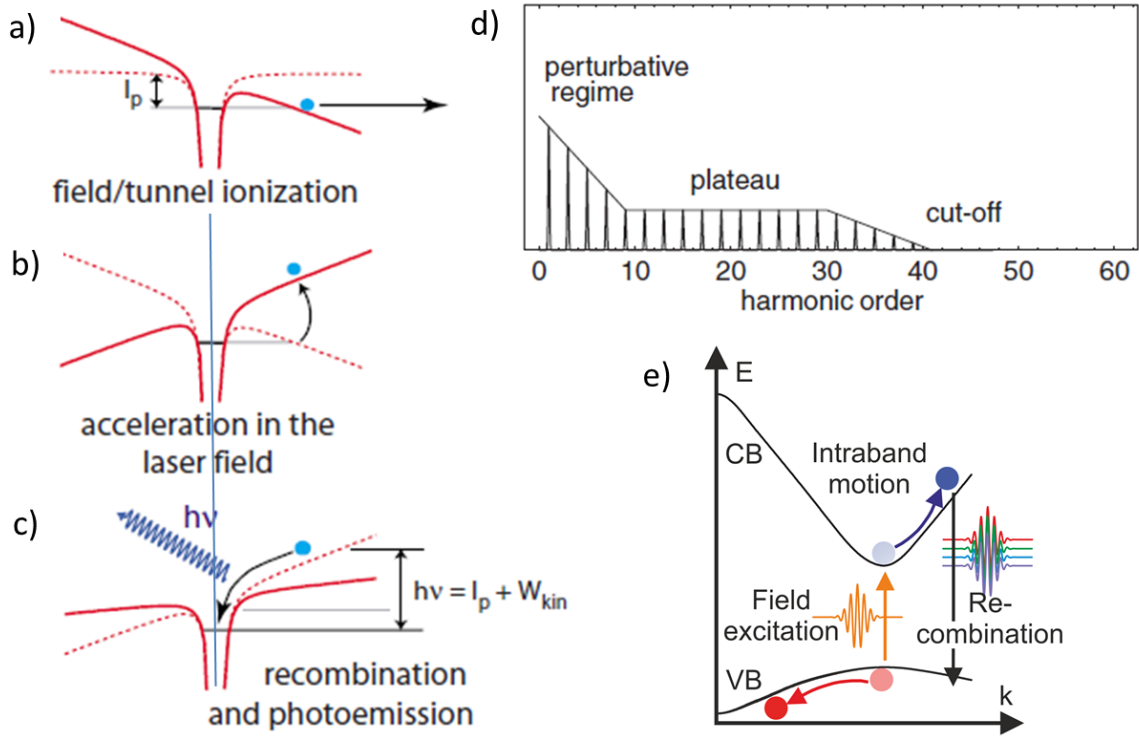 a)
Ip
field/tunnel ionization
b)
acceleration in the
laser field
c)
hν
hν = Ip + Wkin
recombination
and photoemission
d)
perturbative
regime
plateau
cut-off
0 10 20 30 40 50 60
harmonic order
e)
E
CB
Intraband
motion
Field
excitation
Re-
combination
VB
k